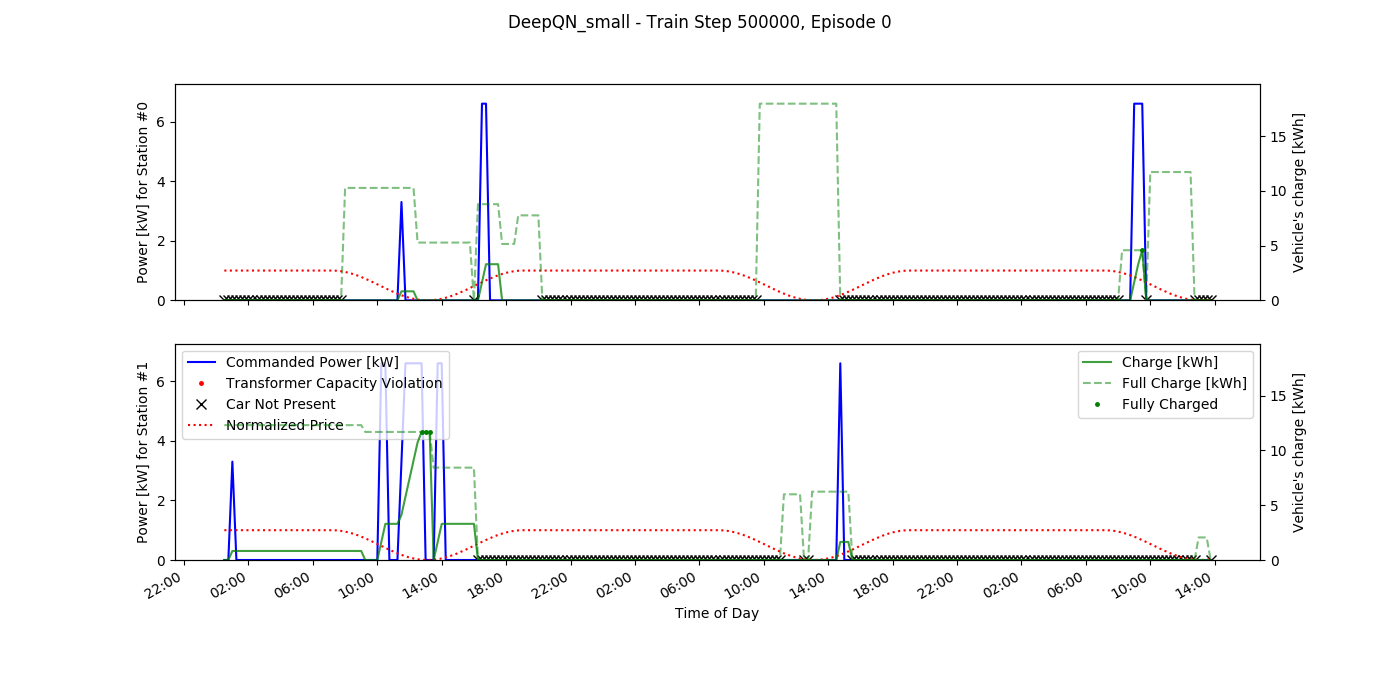 DeepQN_small - Train Step 500000, Episode 0
Power [kW] for Station #0
6
4
2
0
15
10
5
0
Vehicle's charge [kWh]
Power [kW] for Station #1
6
4
2
0
Commanded Power [kW]
Transformer Capacity Violation
Car Not Present
Normalized Price
Charge [kWh]
Full Charge [kWh]
Fully Charged
15
10
5
0
Vehicle's charge [kWh]
22:00 02:00 06:00 10:00 14:00 18:00 22:00 02:00 06:00 10:00 14:00 18:00 22:00 02:00 06:00 10:00 14:00
Time of Day